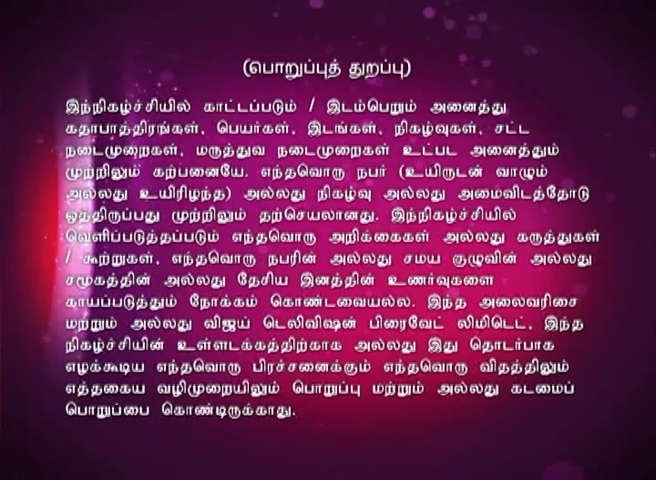 (பொறுப்புத் துறப்பு)
இந்நிகழ்ச்சியில் காட்டப்படும் / இடம்பெறும் அனைத்து
கதாபாத்திரங்கள், பெயர்கள், இடங்கள், நிகழ்வுகள், சட்ட
நடைமுறைகள், மருத்துவ நடைமுறைகள் உட்பட அனைத்தும்
முற்றிலும் கற்பனையே. எந்தவொரு நபர் (உயிருடன் வாழும்
அல்லது உயிரிழந்த) அல்லது நிகழ்வு அல்லது அமைவிடத்தோடு
ஒத்திருப்பது முற்றிலும் தற்செயலானது. இந்நிகழ்ச்சியில்
வெளிப்படுத்தப்படும் எந்தவொரு அறிக்கைகள் அல்லது கருத்துகள்
/ கூற்றுகள், எந்தவொரு நபரின் அல்லது சமய குழுவின் அல்லது
சமூகத்தின் அல்லது தேசிய இனத்தின் உணர்வுகளை
காயப்படுத்தும் நோக்கம் கொண்டவையல்ல. இந்த அலைவரிசை
மற்றும் அல்லது விஜய் டெலிவிஷன் பிரைவேட் லிமிடெட், இந்த
நிகழ்ச்சியின் உள்ளடக்கத்திற்காக அல்லது இது தொடர்பாக
எழக்கூடிய எந்தவொரு பிரச்சனைக்கும் எந்தவொரு விதத்திலும்
எத்தகைய வழிமுறையிலும் பொறுப்பு மற்றும் அல்லது கடமைப்
பொறுப்பை கொண்டிருக்காது.